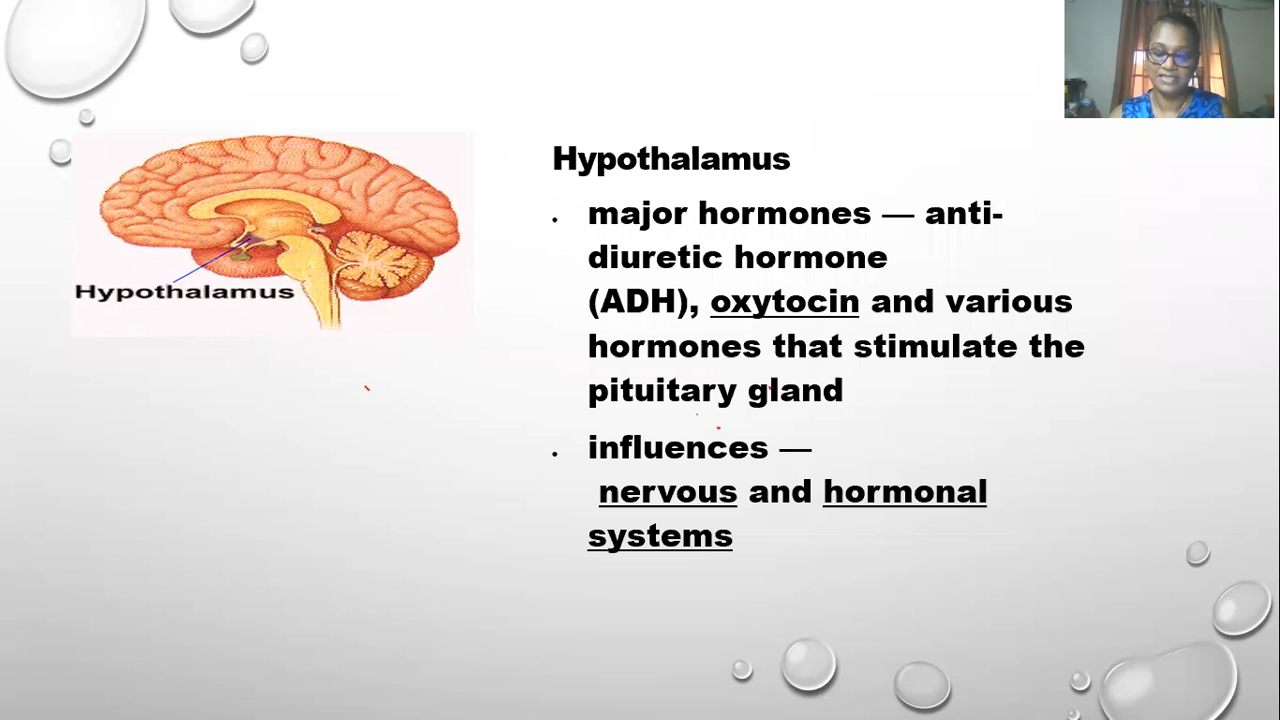 Hypothalamus
Hypothalamus
• major hormones — anti-
diuretic hormone
(ADH), oxytocin and various
hormones that stimulate the
pituitary gland
• influences —
nervous and hormonal
systems